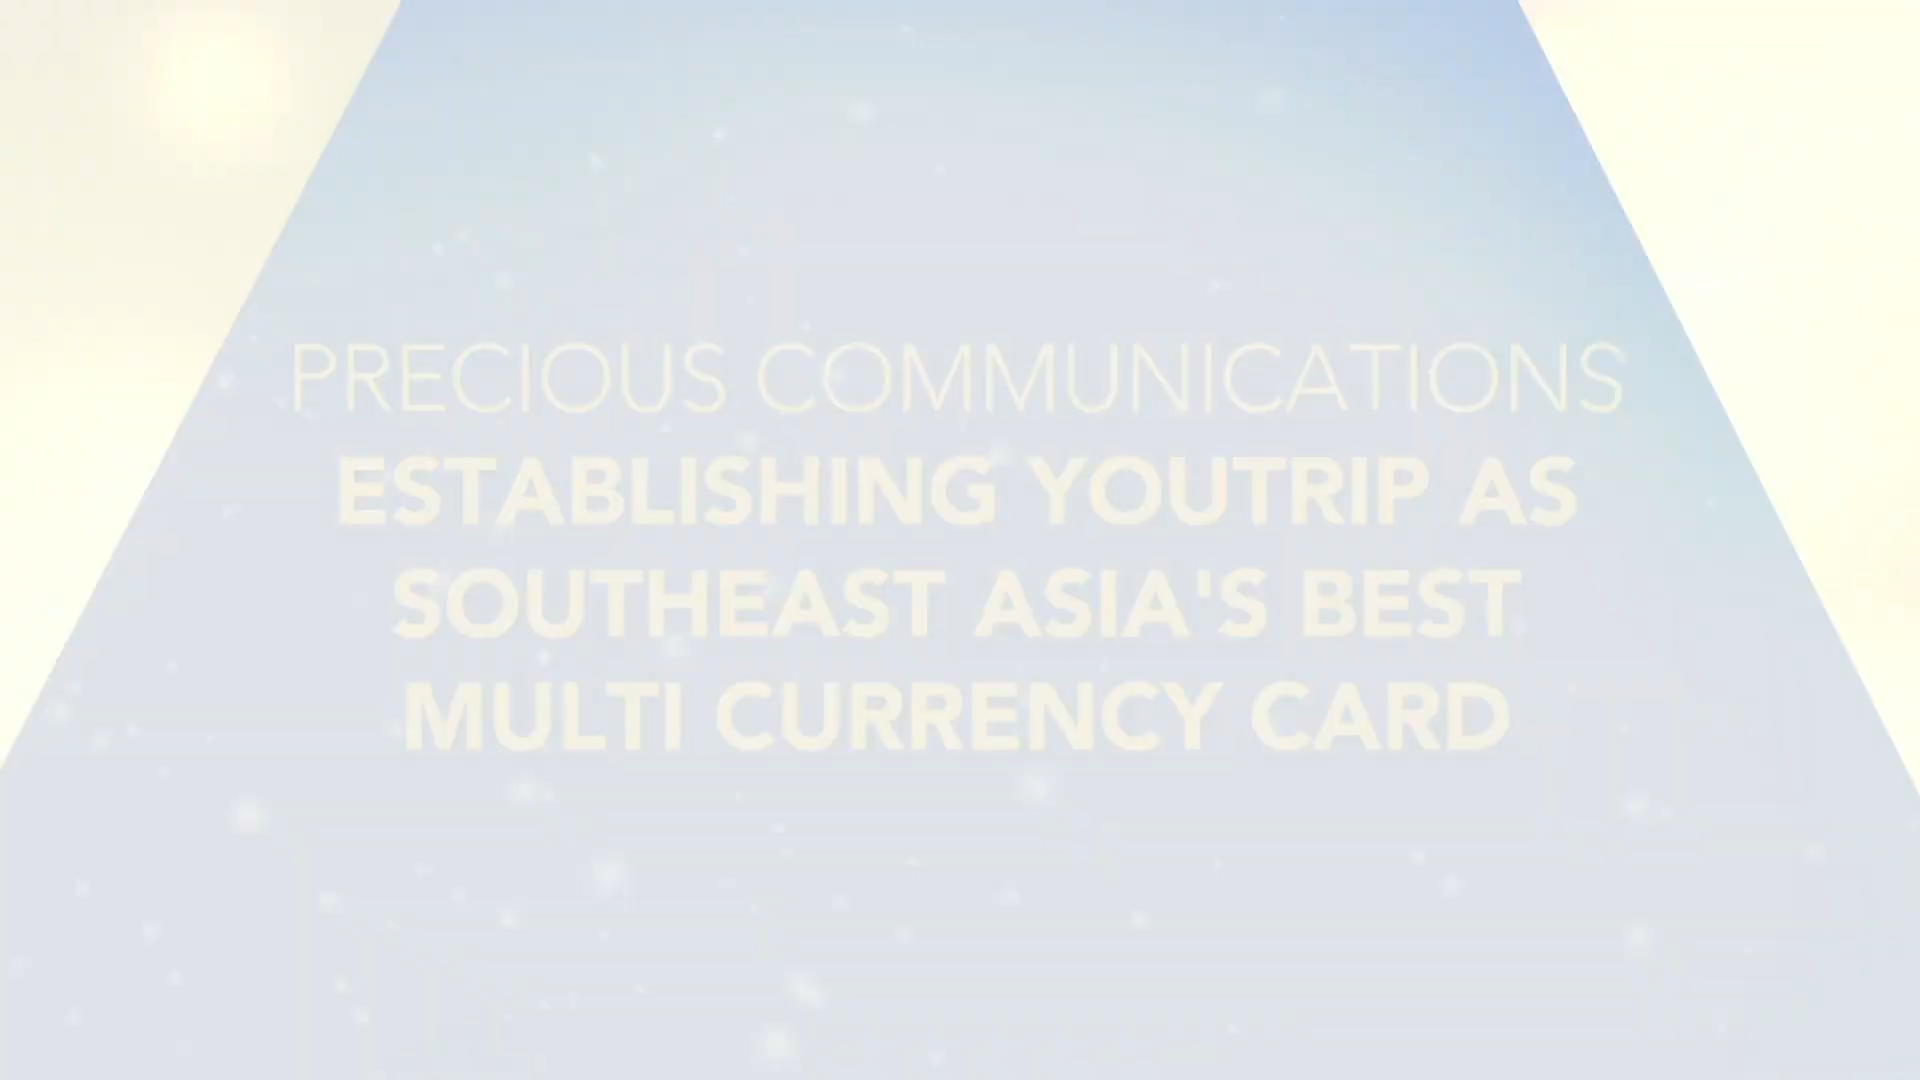 PRECIOUS COMMUNICATIONS
ESTABLISHING YOUTRIP AS
SOUTHEAST ASIA'S BEST
MULTI CURRENCY CARD